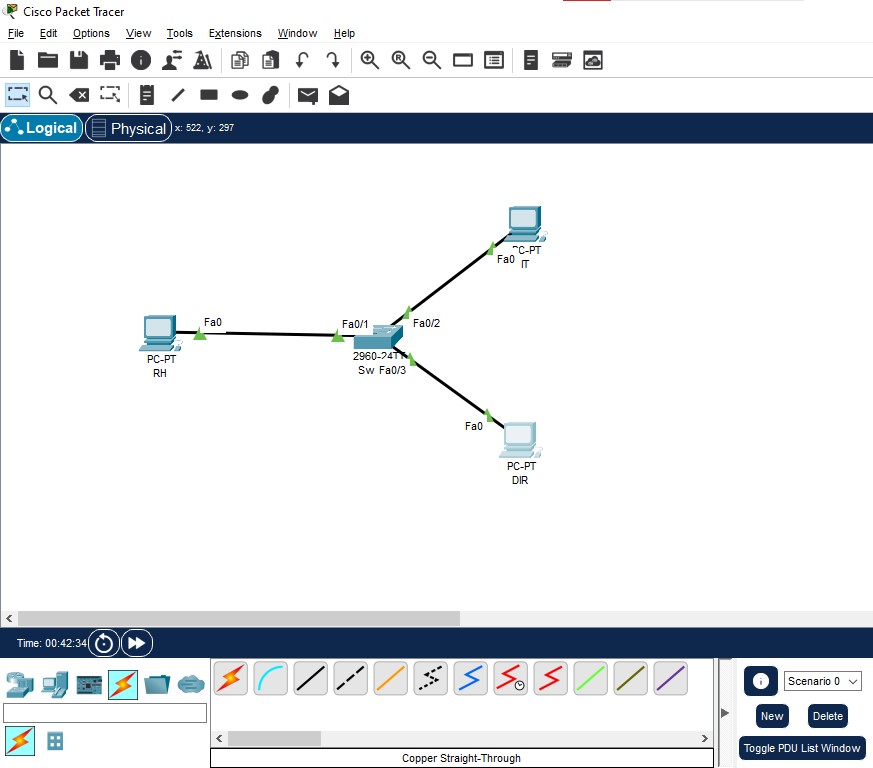 Cisco Packet Tracer
File Edit Options View Tools Extensions Window Help
Logical Physical x: 522, y: 297
PC-PT
IT
Fa0
Fa0/2
Fa0/1
Fa0
2960-24TT
Sw Fa0/3
PC-PT
RH
Fa0
PC-PT
DIR
Time: 00:42:34
Scenario 0
New Delete
Toggle PDU List Window
Copper Straight-Through